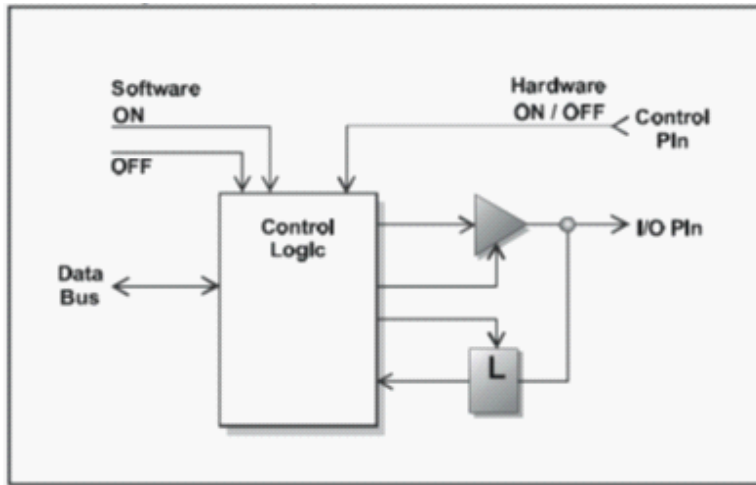 Software
ON
OFF
Hardware
ON / OFF
Control
PIn
Control
LogIc
I/O PIn
Data
Bus
L